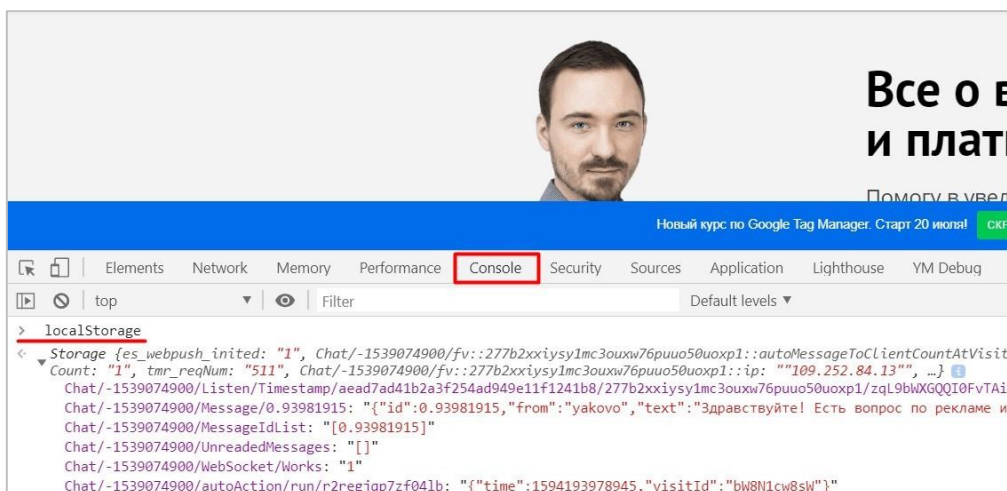 Все о
и плат
Помогу в увел
Новый курс по Google Tag Manager. Старт 20 июля!
Elements Network Memory Performance Console Security Sources Application Lighthouse YM Debug
top Filter Default levels
> localStorage
Storage {es_webpush_inited: "1", Chat/-1539074900/fv::277b2xxiysy1mc3ouxw76puuo50uoxp1::autoMessageToClientCountAtVisit
Count: "1", tmr_reqNum: "511", Chat/-1539074900/fv::277b2xxiysy1mc3ouxw76puuo50uoxp1::ip: ""109.252.84.13"", …}
Chat/-1539074900/Listen/Timestamp/aead7ad41b2a3f254ad949e11f1241b8/277b2xxiysy1mc3ouxw76puuo50uoxp1/zqL9bWXGQQI0FvTAi
Chat/-1539074900/Message/0.93981915: "{"id":0.93981915,"from":"yakovo","text":"Здравствуйте! Есть вопрос по рекламе и
Chat/-1539074900/MessageIdList: "[0.93981915]"
Chat/-1539074900/UnreadedMessages: "[]"
Chat/-1539074900/WebSocket/Works: "1"
Chat/-1539074900/autoAction/run/r2regjqp7zf04lb: "{"time":1594193978945,"visitId":"bW8N1cw8sW"}"